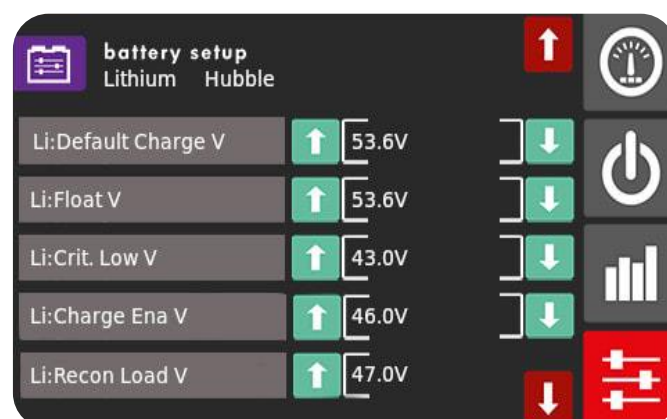 battery setup
Lithium Hubble
Li:Default Charge V 53.6V
Li:Float V 53.6V
Li:Crit. Low V 43.0V
Li:Charge Ena V 46.0V
Li:Recon Load V 47.0V